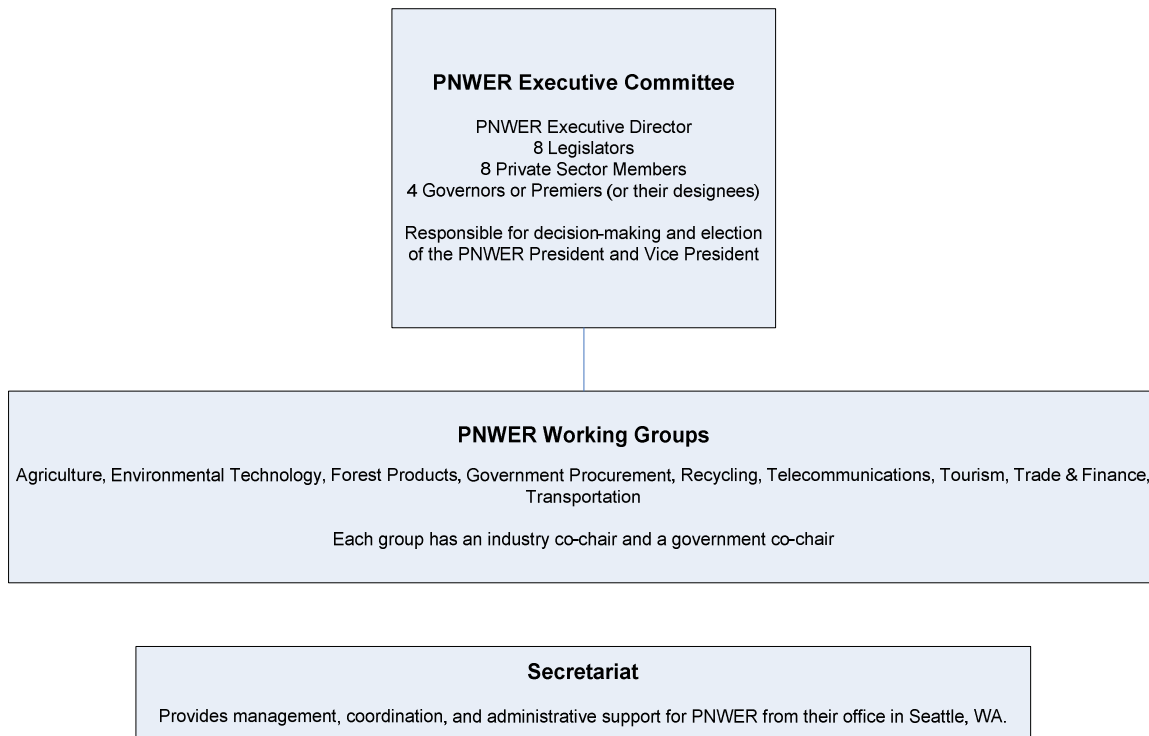 PNWER Executive Committee
PNWER Executive Director
8 Legislators
8 Private Sector Members
4 Governors or Premiers (or their designees)
Responsible for decision-making and election
of the PNWER President and Vice President
PNWER Working Groups
Agriculture, Environmental Technology, Forest Products, Government Procurement, Recycling, Telecommunications, Tourism, Trade & Finance,
Transportation
Each group has an industry co-chair and a government co-chair
Secretariat
Provides management, coordination, and administrative support for PNWER from their office in Seattle, WA.